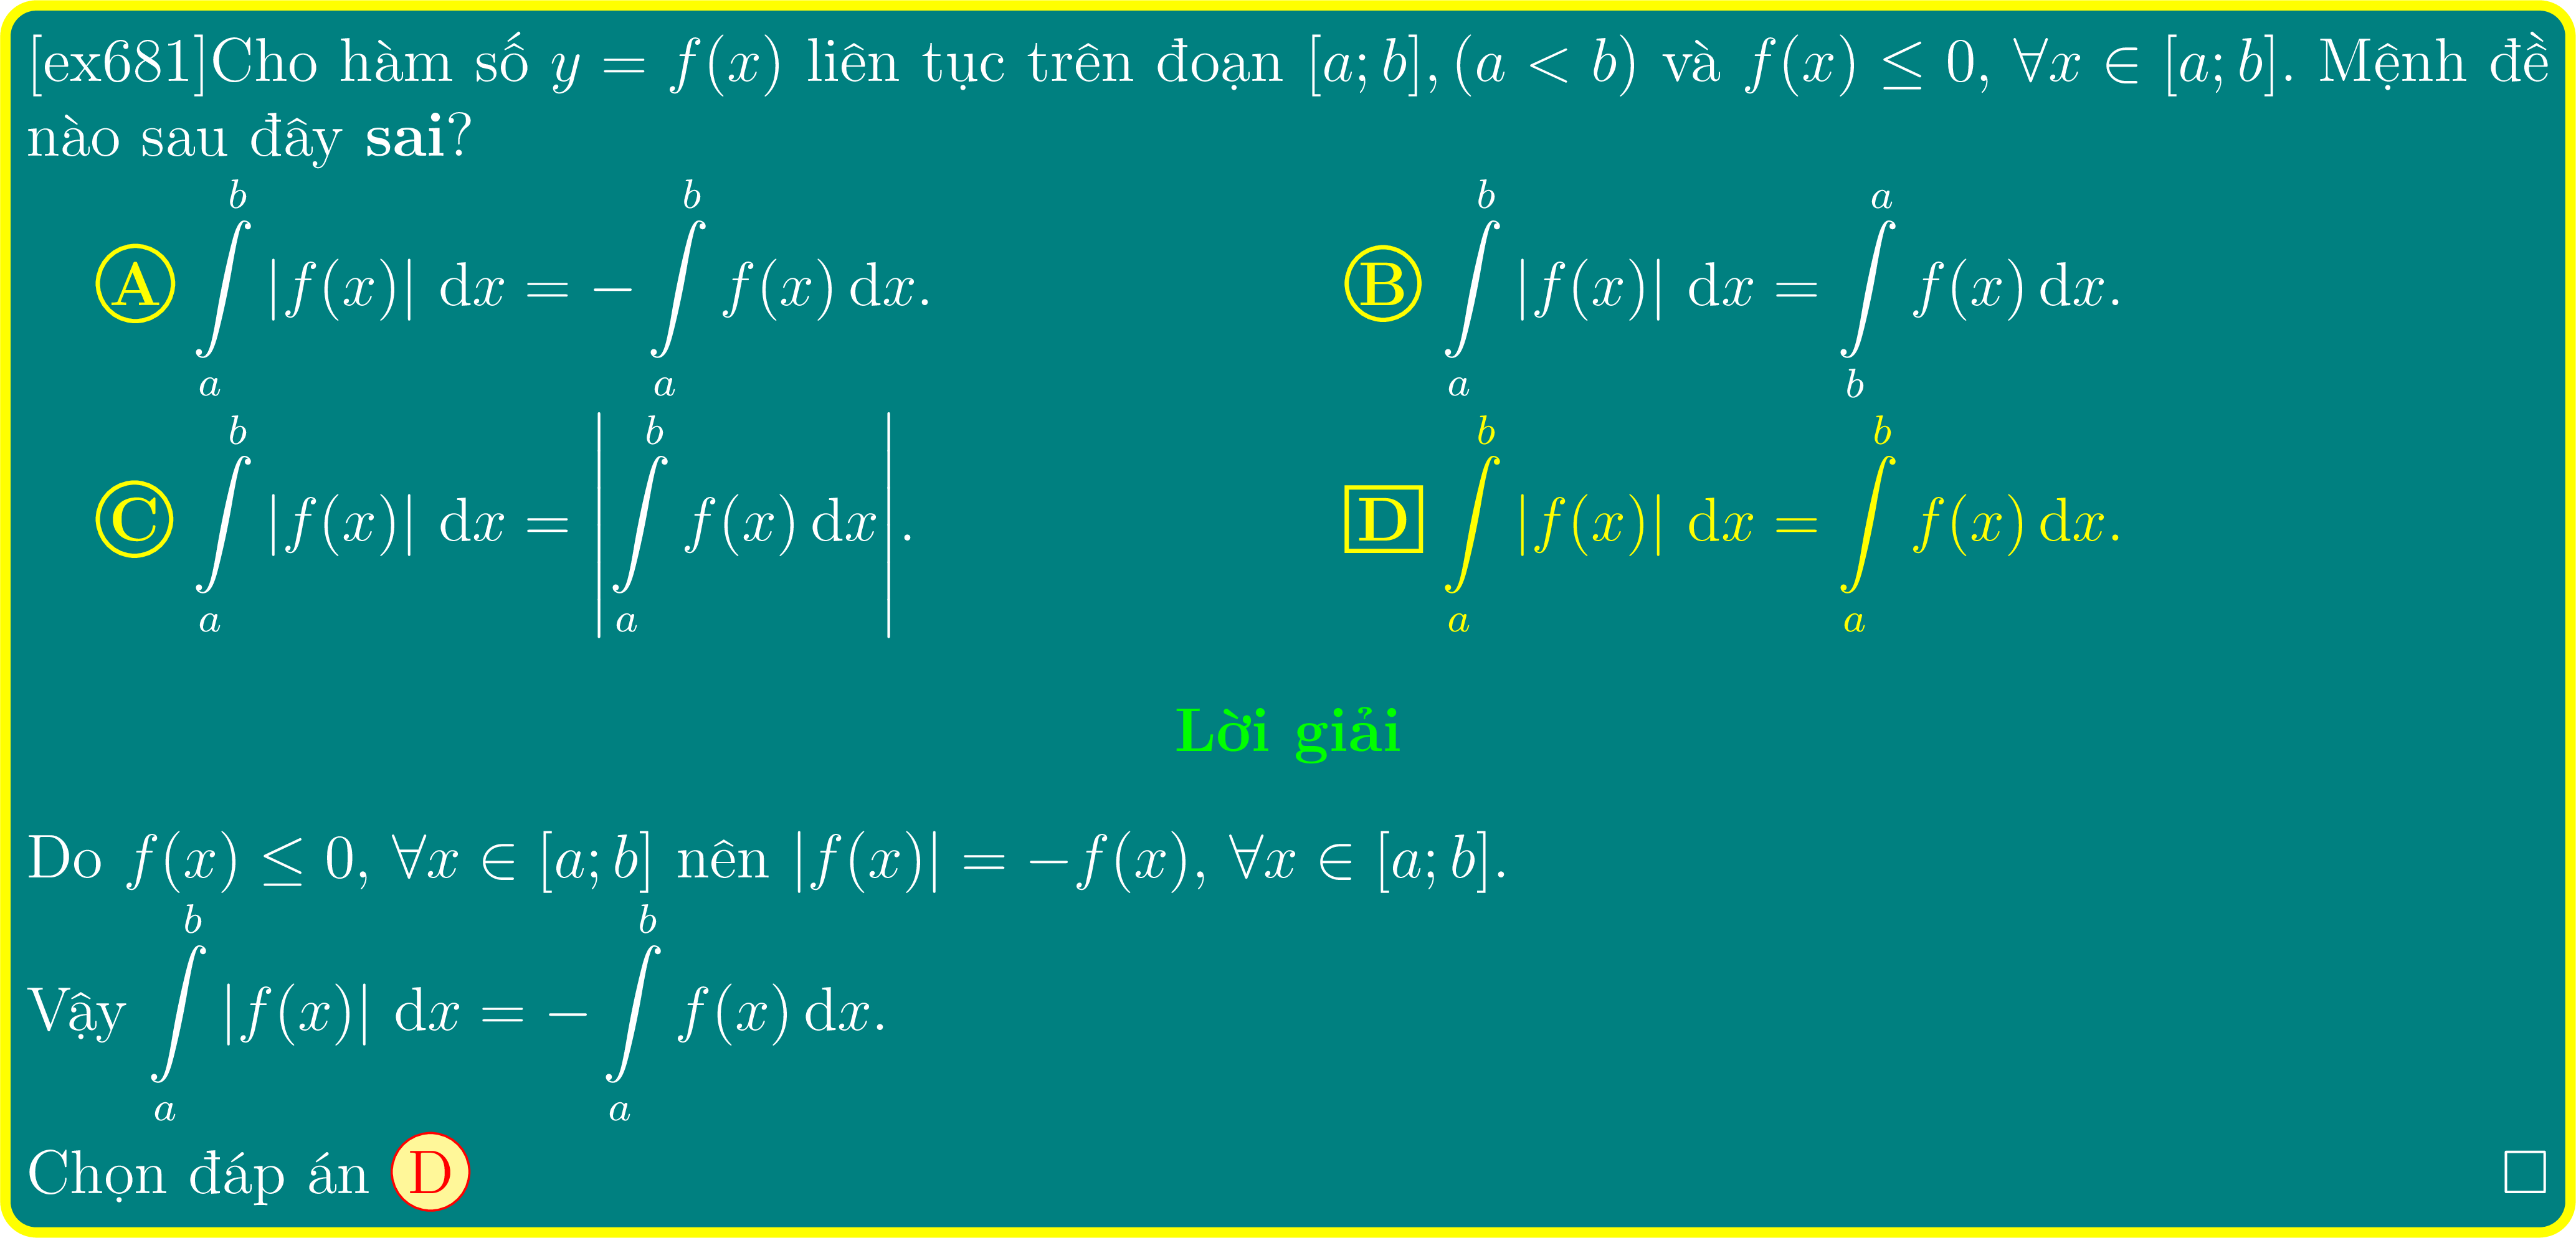 [ex681]Cho hàm số $y = f(x)$ liên tục trên đoạn $[a; b], (a < b)$ và $f(x) \leq 0, \forall x \in [a; b]$. Mệnh đề
nào sau đây sai?
A $\int\limits_a^b |f(x)| \, \mathrm{d}x = -\int\limits_a^b f(x) \, \mathrm{d}x.$ B $\int\limits_a^b |f(x)| \, \mathrm{d}x = \int\limits_b^a f(x) \, \mathrm{d}x.$
C $\int\limits_a^b |f(x)| \, \mathrm{d}x = \left| \int\limits_a^b f(x) \, \mathrm{d}x \right|.$ D $\int\limits_a^b |f(x)| \, \mathrm{d}x = \int\limits_a^b f(x) \, \mathrm{d}x.$
Lời giải
Do $f(x) \leq 0, \forall x \in [a; b]$ nên $|f(x)| = -f(x), \forall x \in [a; b]$.
Vậy $\int\limits_a^b |f(x)| \, \mathrm{d}x = -\int\limits_a^b f(x) \, \mathrm{d}x.$
Chọn đáp án D □